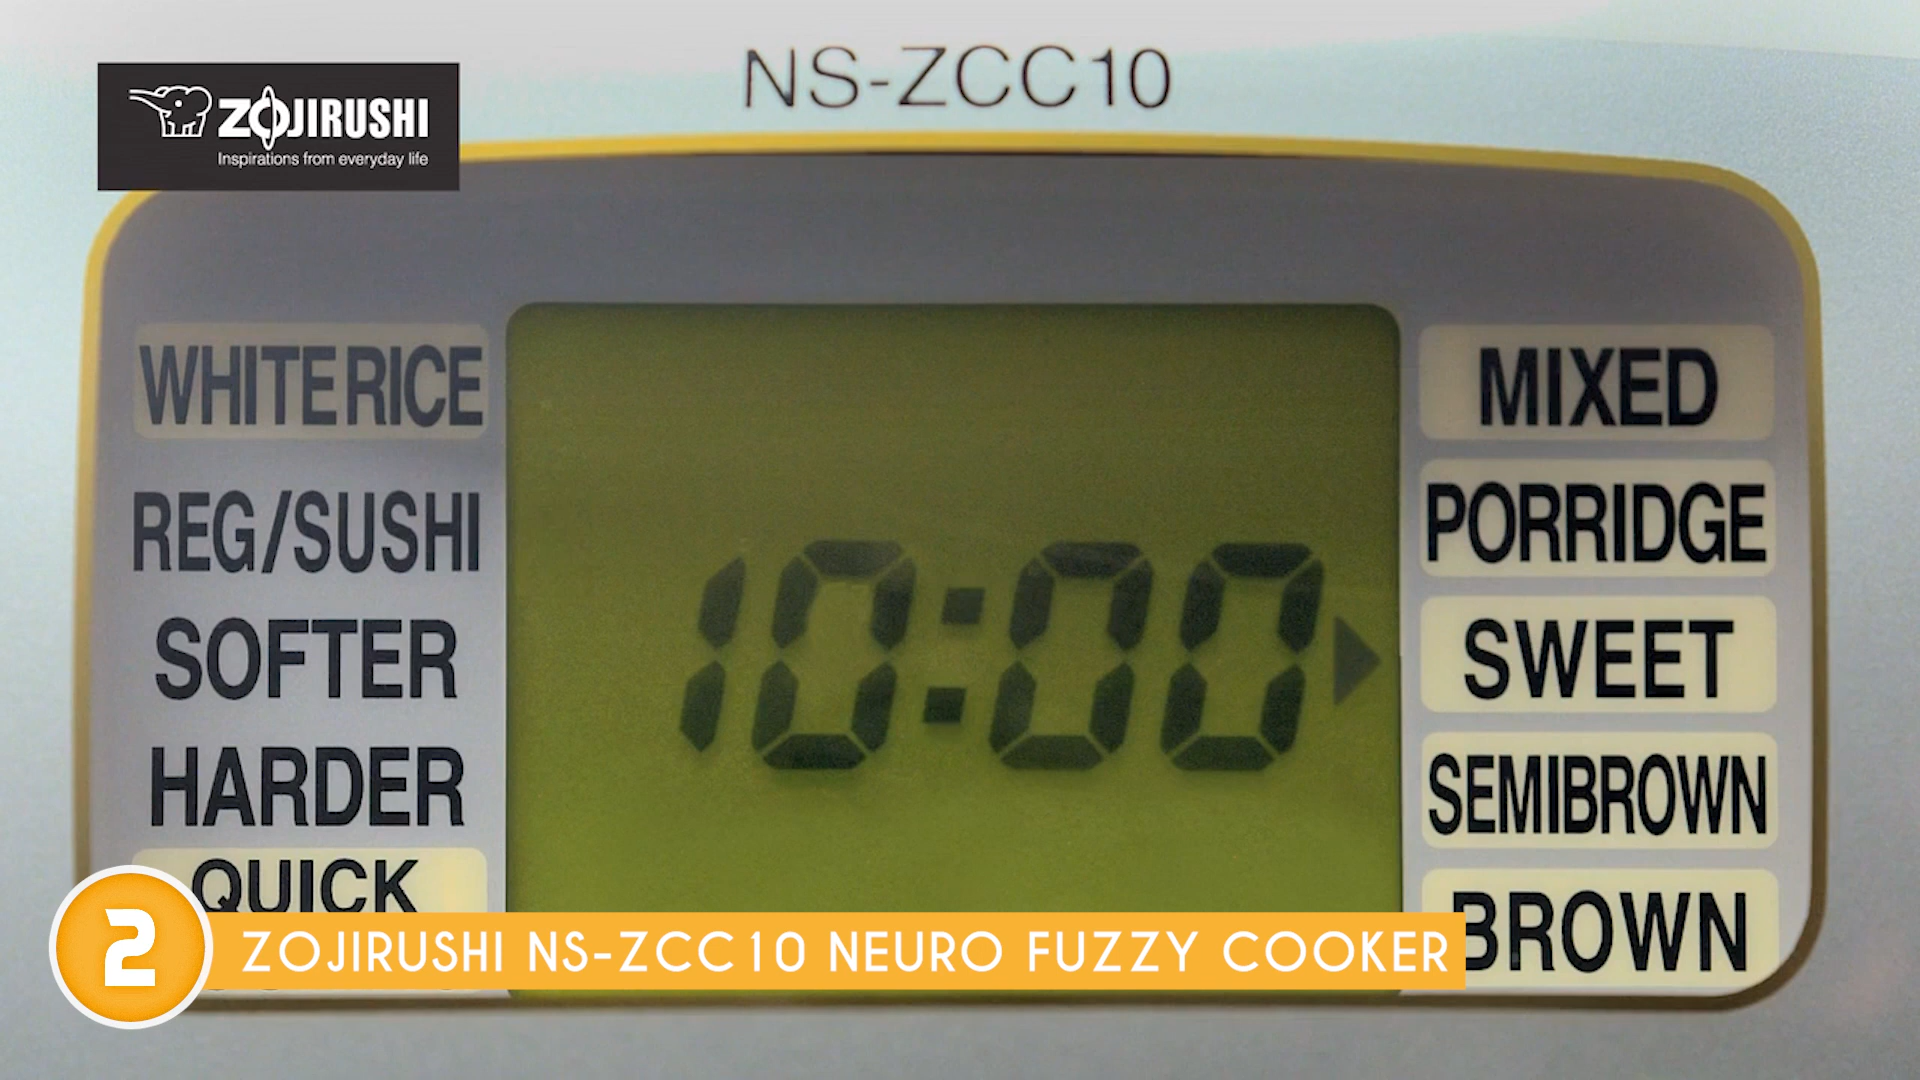 NS-ZCC10
ZOJIRUSHI
Inspirations from everyday life
WHITE RICE
REG/SUSHI
SOFTER
HARDER
QUICK
10:00
MIXED
PORRIDGE
SWEET
SEMIBROWN
BROWN
2
ZOJIRUSHI NS-ZCC10 NEURO FUZZY COOKER